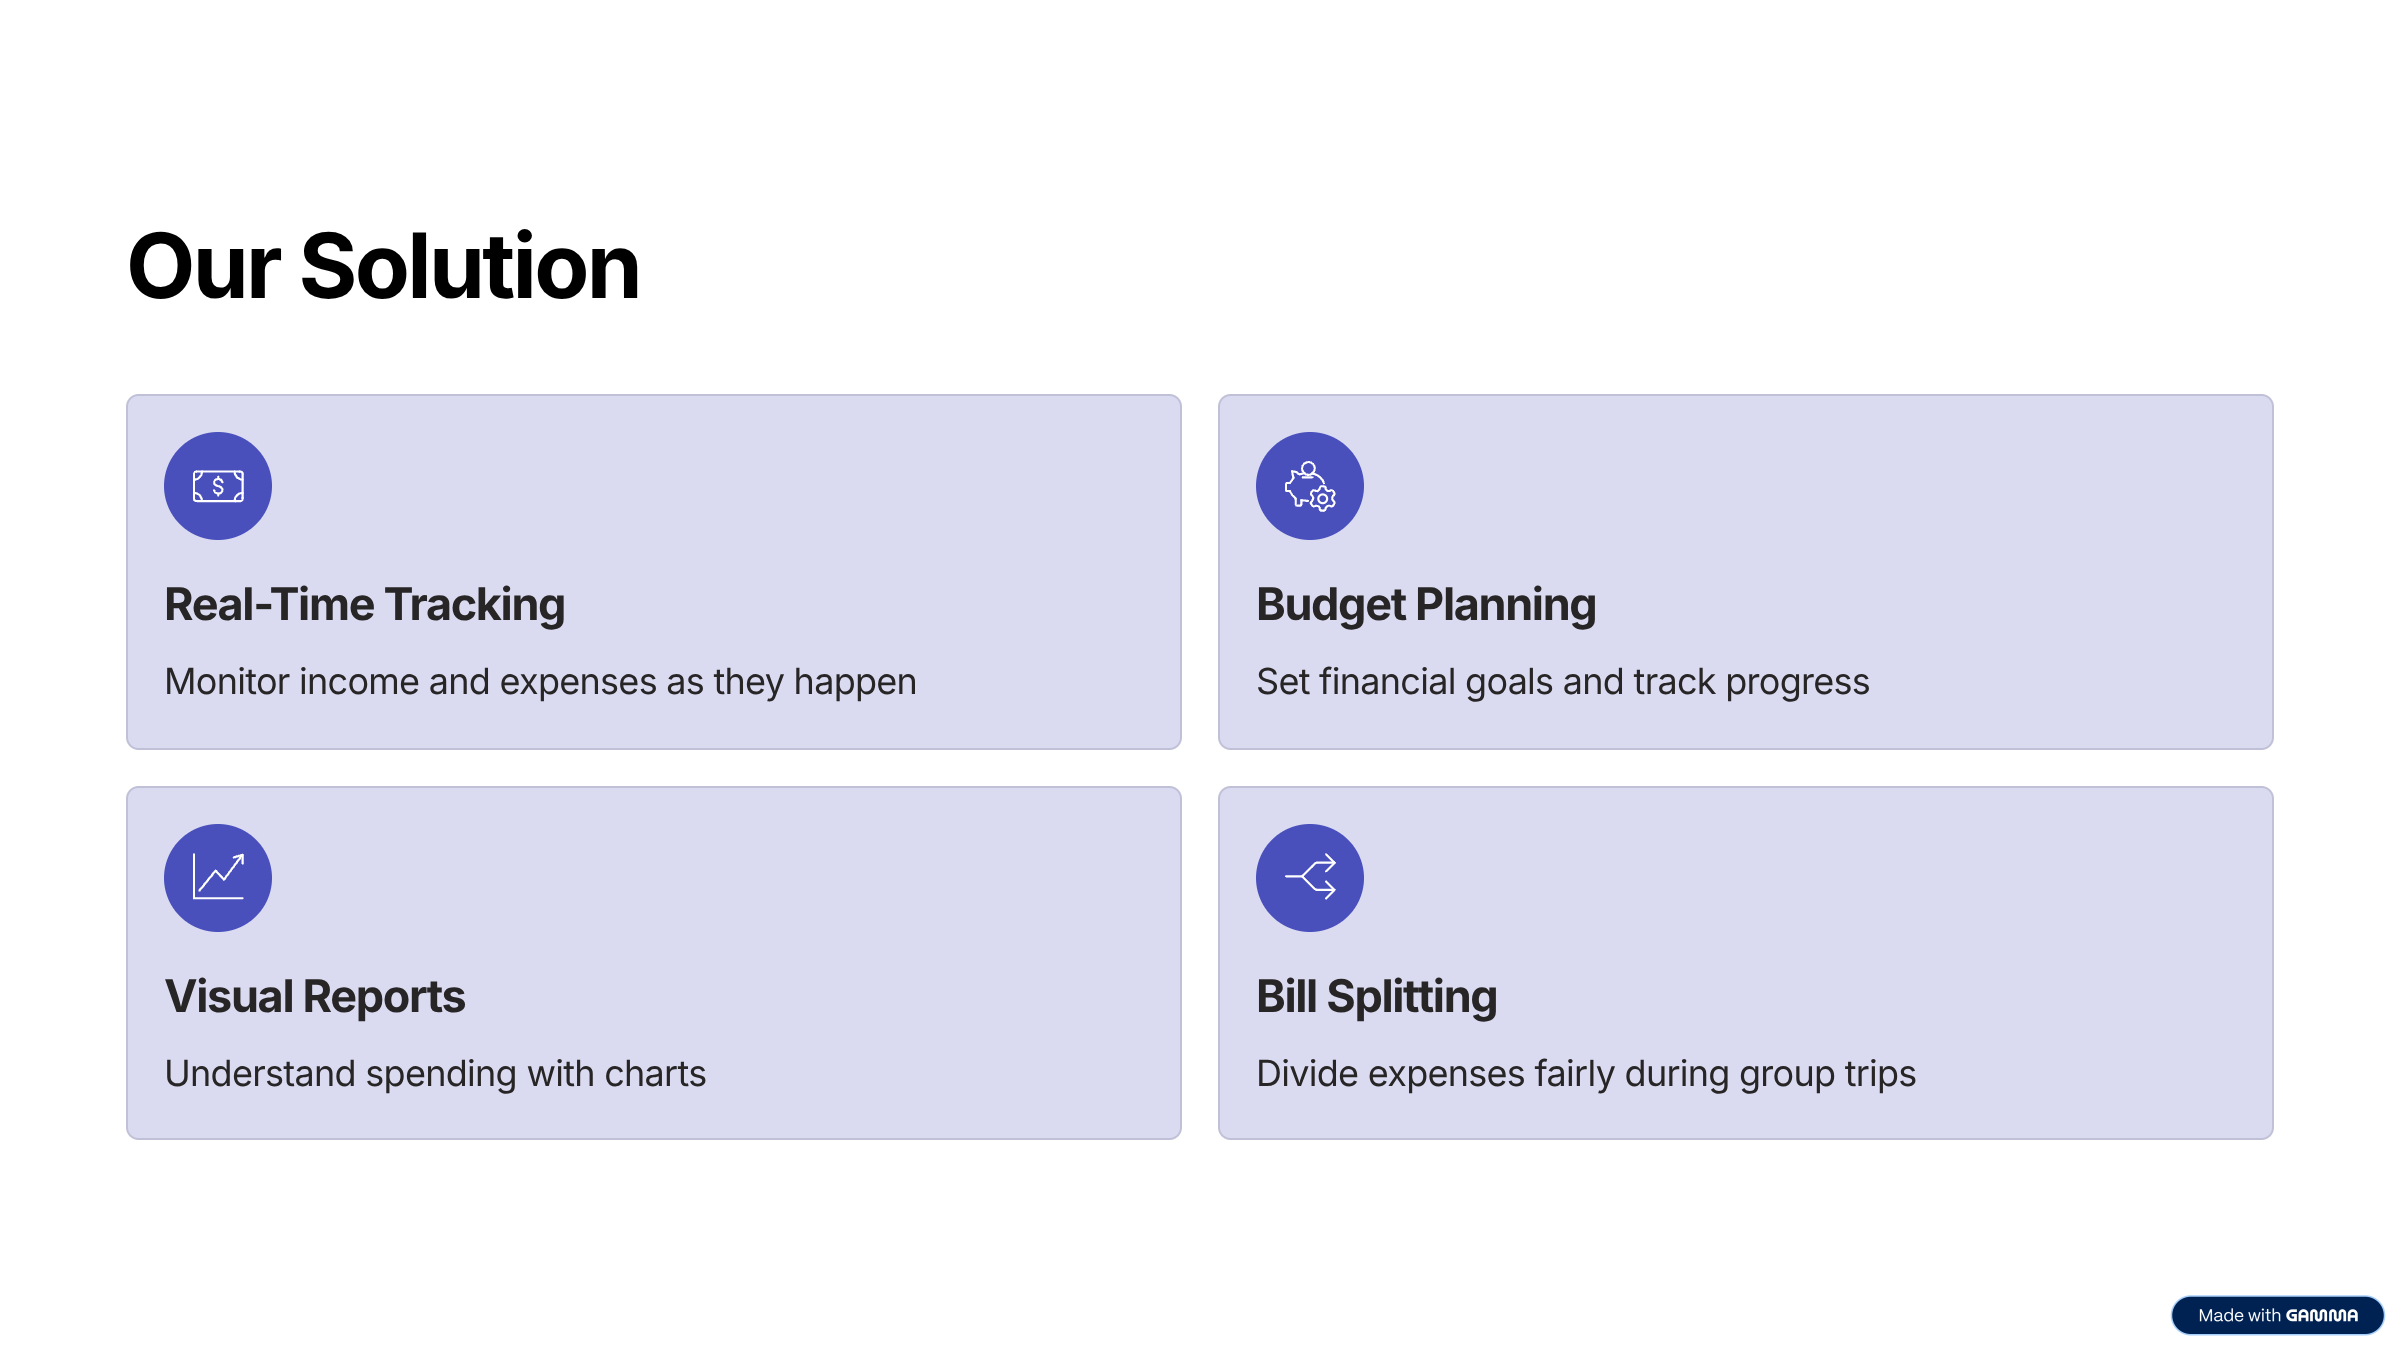 Our Solution
$
Real-Time Tracking
Monitor income and expenses as they happen
Budget Planning
Set financial goals and track progress
Visual Reports
Understand spending with charts
Bill Splitting
Divide expenses fairly during group trips
Made with GAMMA